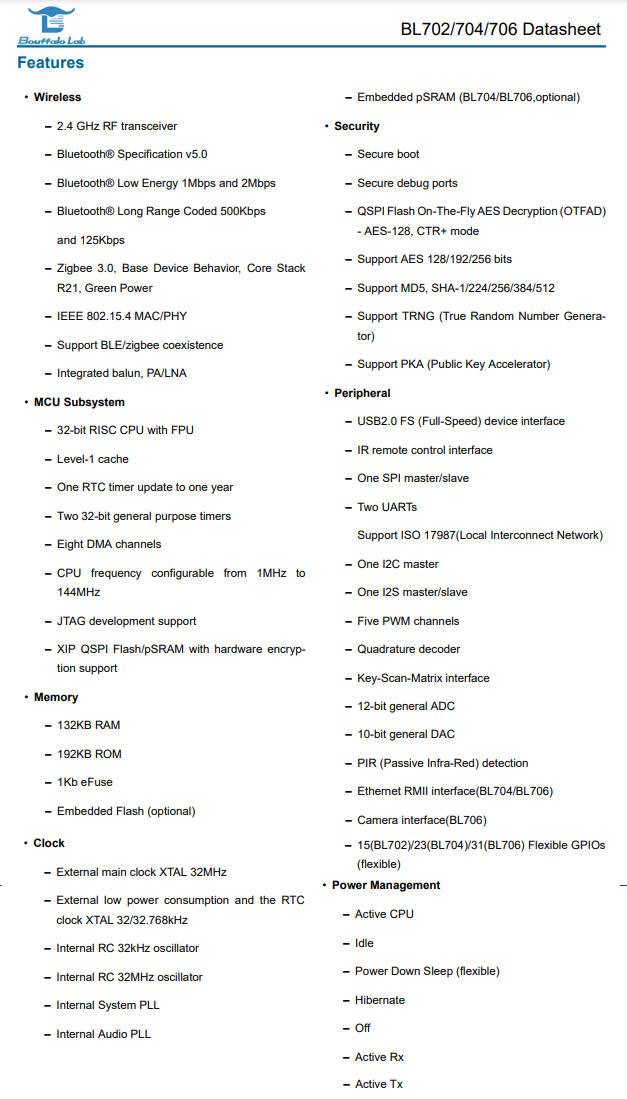 Bouffalo Lab
BL702/704/706 Datasheet
Features
• Wireless
– 2.4 GHz RF transceiver
– Bluetooth® Specification v5.0
– Bluetooth® Low Energy 1Mbps and 2Mbps
– Bluetooth® Long Range Coded 500Kbps
and 125Kbps
– Zigbee 3.0, Base Device Behavior, Core Stack
R21, Green Power
– IEEE 802.15.4 MAC/PHY
– Support BLE/zigbee coexistence
– Integrated balun, PA/LNA
• MCU Subsystem
– 32-bit RISC CPU with FPU
– Level-1 cache
– One RTC timer update to one year
– Two 32-bit general purpose timers
– Eight DMA channels
– CPU frequency configurable from 1MHz to
144MHz
– JTAG development support
– XIP QSPI Flash/pSRAM with hardware encryp-
tion support
• Memory
– 132KB RAM
– 192KB ROM
– 1Kb eFuse
– Embedded Flash (optional)
• Clock
– External main clock XTAL 32MHz
– External low power consumption and the RTC
clock XTAL 32/32.768kHz
– Internal RC 32kHz oscillator
– Internal RC 32MHz oscillator
– Internal System PLL
– Internal Audio PLL
– Embedded pSRAM (BL704/BL706,optional)
• Security
– Secure boot
– Secure debug ports
– QSPI Flash On-The-Fly AES Decryption (OTFAD)
- AES-128, CTR+ mode
– Support AES 128/192/256 bits
– Support MD5, SHA-1/224/256/384/512
– Support TRNG (True Random Number Genera-
tor)
– Support PKA (Public Key Accelerator)
• Peripheral
– USB2.0 FS (Full-Speed) device interface
– IR remote control interface
– One SPI master/slave
– Two UARTs
Support ISO 17987(Local Interconnect Network)
– One I2C master
– One I2S master/slave
– Five PWM channels
– Quadrature decoder
– Key-Scan-Matrix interface
– 12-bit general ADC
– 10-bit general DAC
– PIR (Passive Infra-Red) detection
– Ethernet RMII interface(BL704/BL706)
– Camera interface(BL706)
– 15(BL702)/23(BL704)/31(BL706) Flexible GPIOs
(flexible)
• Power Management
– Active CPU
– Idle
– Power Down Sleep (flexible)
– Hibernate
– Off
– Active Rx
– Active Tx